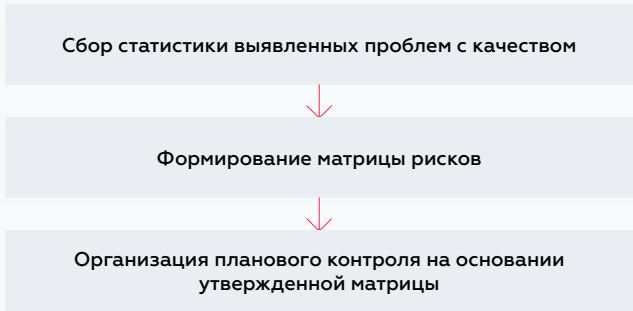 Сбор статистики выявленных проблем с качеством
Формирование матрицы рисков
Организация планового контроля на основании
утвержденной матрицы